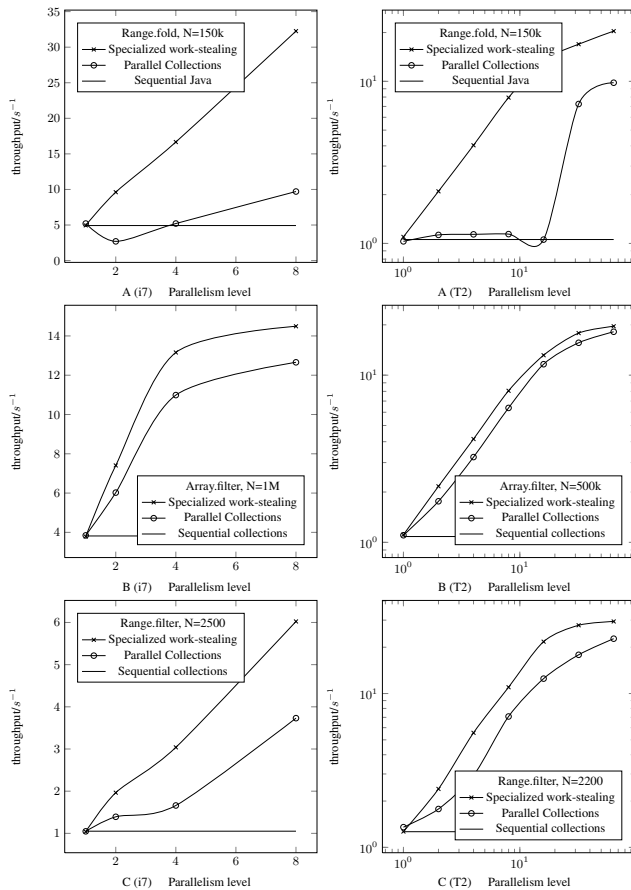 35
30
25
20
15
10
5
0
throughput/s⁻¹
Range.fold, N=150k
Specialized work-stealing
Parallel Collections
Sequential Java
2 4 6 8
A (i7) Parallelism level
10¹
10⁰
throughput/s⁻¹
Range.fold, N=150k
Specialized work-stealing
Parallel Collections
Sequential Java
10⁰ 10¹
A (T2) Parallelism level
14
12
10
8
6
4
throughput/s⁻¹
Array.filter, N=1M
Specialized work-stealing
Parallel Collections
Sequential collections
2 4 6 8
B (i7) Parallelism level
10¹
10⁰
throughput/s⁻¹
Array.filter, N=500k
Specialized work-stealing
Parallel Collections
Sequential collections
10⁰ 10¹
B (T2) Parallelism level
6
5
4
3
2
1
throughput/s⁻¹
Range.filter, N=2500
Specialized work-stealing
Parallel Collections
Sequential collections
2 4 6 8
C (i7) Parallelism level
10¹
10⁰
throughput/s⁻¹
Range.filter, N=2200
Specialized work-stealing
Parallel Collections
Sequential collections
10⁰ 10¹
C (T2) Parallelism level